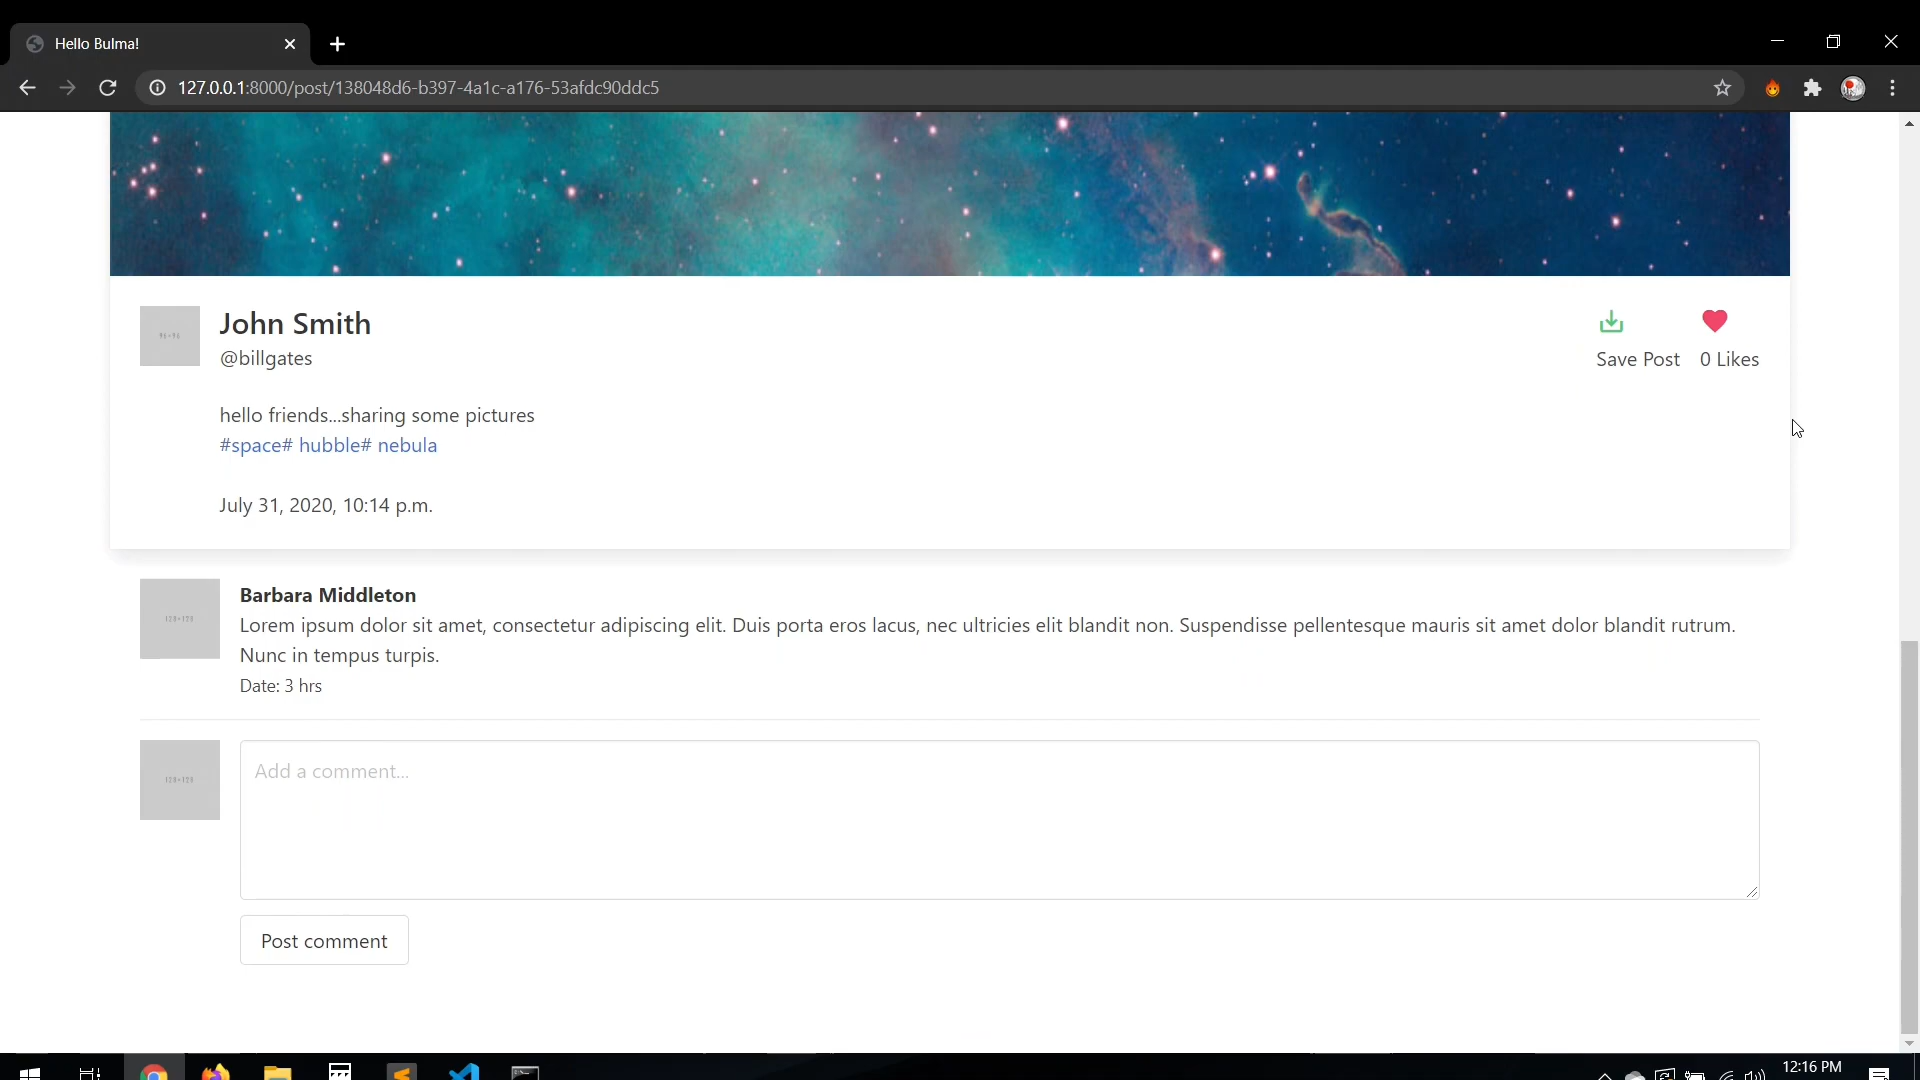 Hello Bulma!
127.0.0.1:8000/post/138048d6-b397-4a1c-a176-53afdc90ddc5
John Smith
@billgates
Save Post 0 Likes
hello friends...sharing some pictures
#space# hubble# nebula
July 31, 2020, 10:14 p.m.
Barbara Middleton
Lorem ipsum dolor sit amet, consectetur adipiscing elit. Duis porta eros lacus, nec ultricies elit blandit non. Suspendisse pellentesque mauris sit amet dolor blandit rutrum.
Nunc in tempus turpis.
Date: 3 hrs
Add a comment...
Post comment
12:16 PM